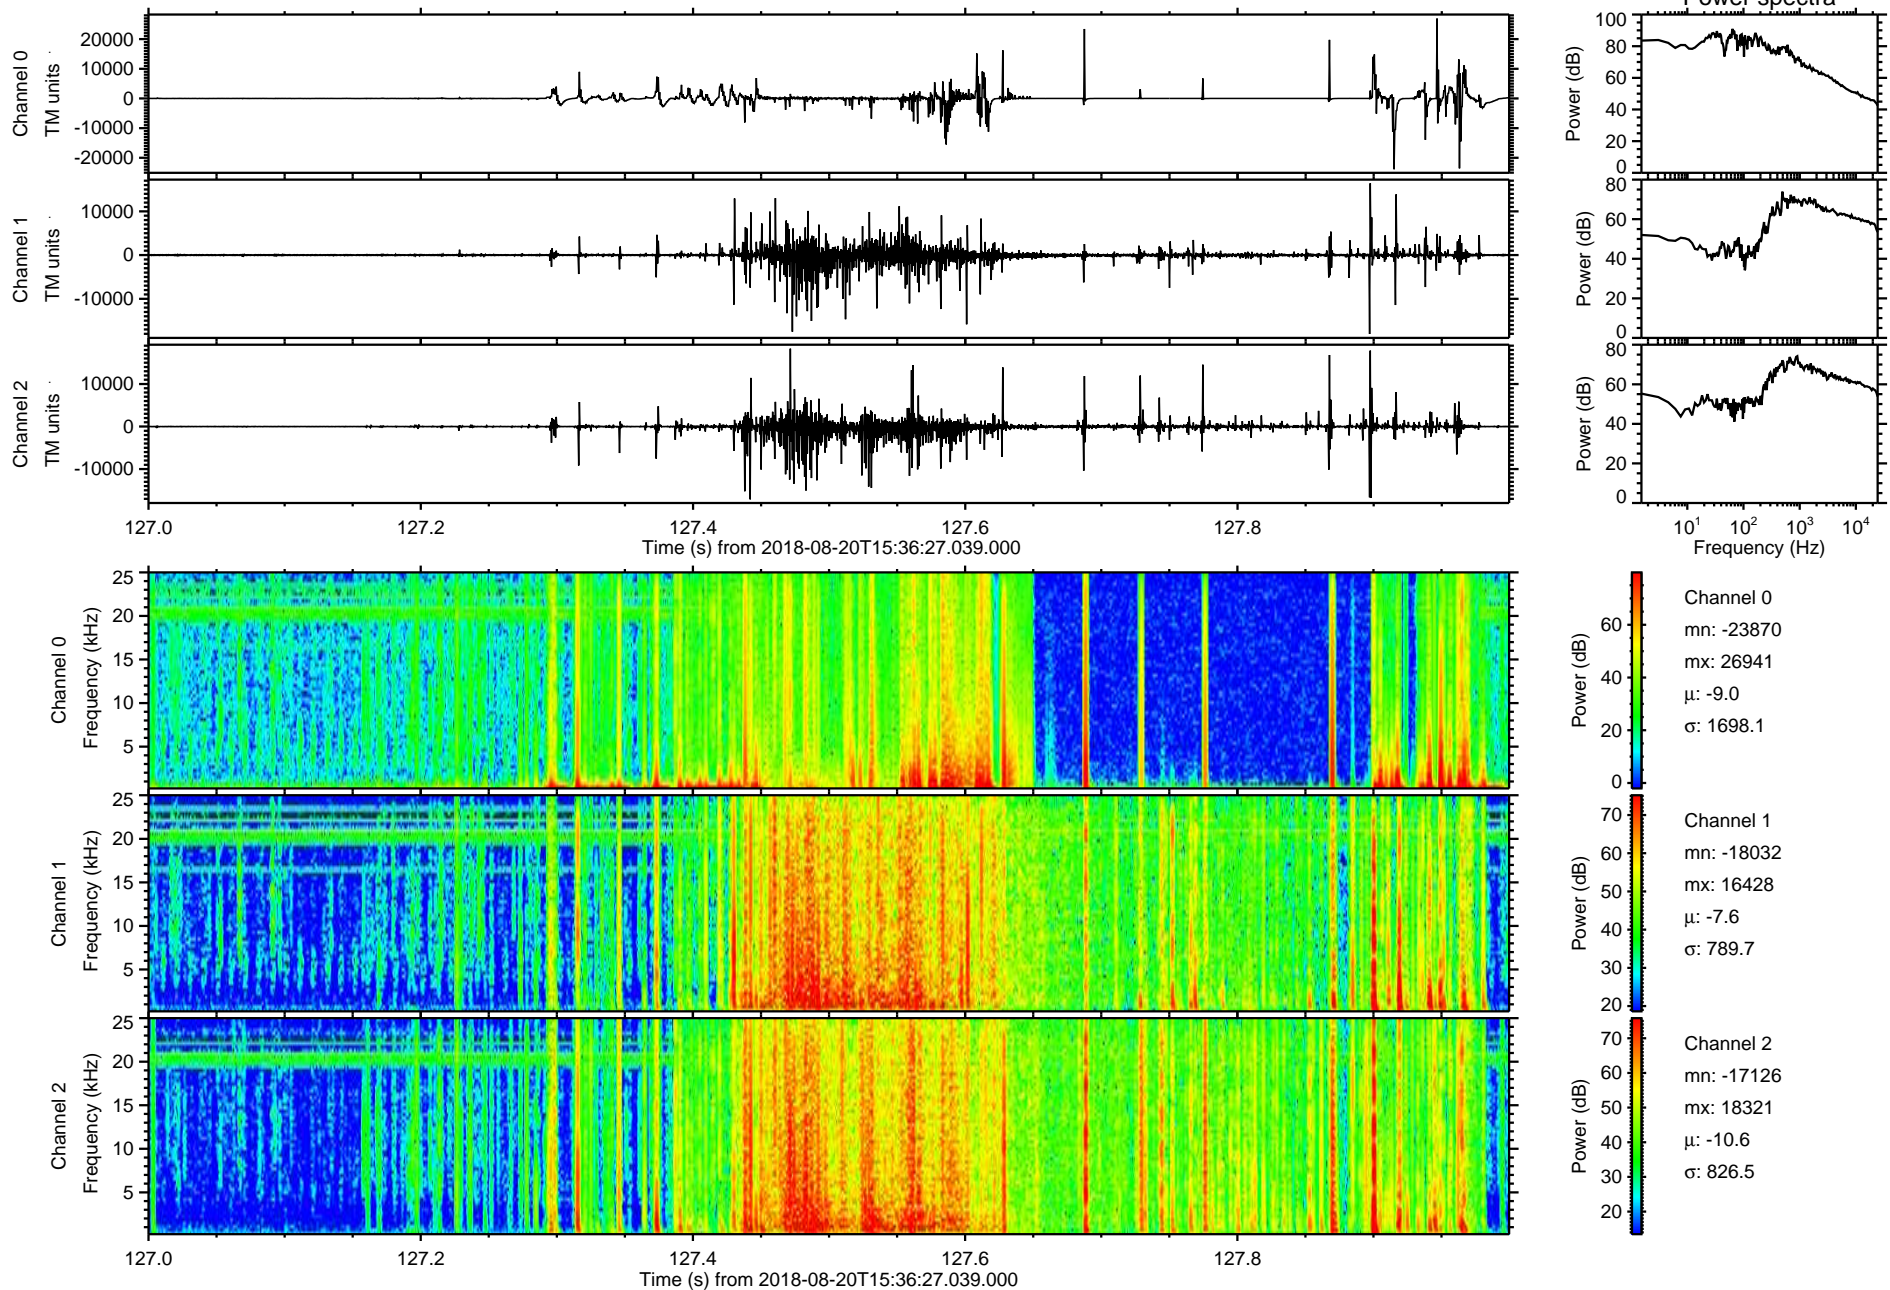 Power spectra
Channel 0
TM units
20000
10000
0
-10000
-20000
Power (dB)
100
80
60
40
20
0
Channel 1
TM units
10000
0
-10000
Power (dB)
80
60
40
20
0
Channel 2
TM units
10000
0
-10000
Power (dB)
80
60
40
20
0
127.0 127.2 127.4 127.6 127.8
Time (s) from 2018-08-20T15:36:27.039.000
10¹ 10² 10³ 10⁴
Frequency (Hz)
Channel 0
Frequency (kHz)
25
20
15
10
5
Power (dB)
60
40
20
0
Channel 0
mn: -23870
mx: 26941
μ: -9.0
σ: 1698.1
Channel 1
Frequency (kHz)
25
20
15
10
5
Power (dB)
70
60
50
40
30
20
Channel 1
mn: -18032
mx: 16428
μ: -7.6
σ: 789.7
Channel 2
Frequency (kHz)
25
20
15
10
5
Power (dB)
70
60
50
40
30
20
Channel 2
mn: -17126
mx: 18321
μ: -10.6
σ: 826.5
127.0 127.2 127.4 127.6 127.8
Time (s) from 2018-08-20T15:36:27.039.000